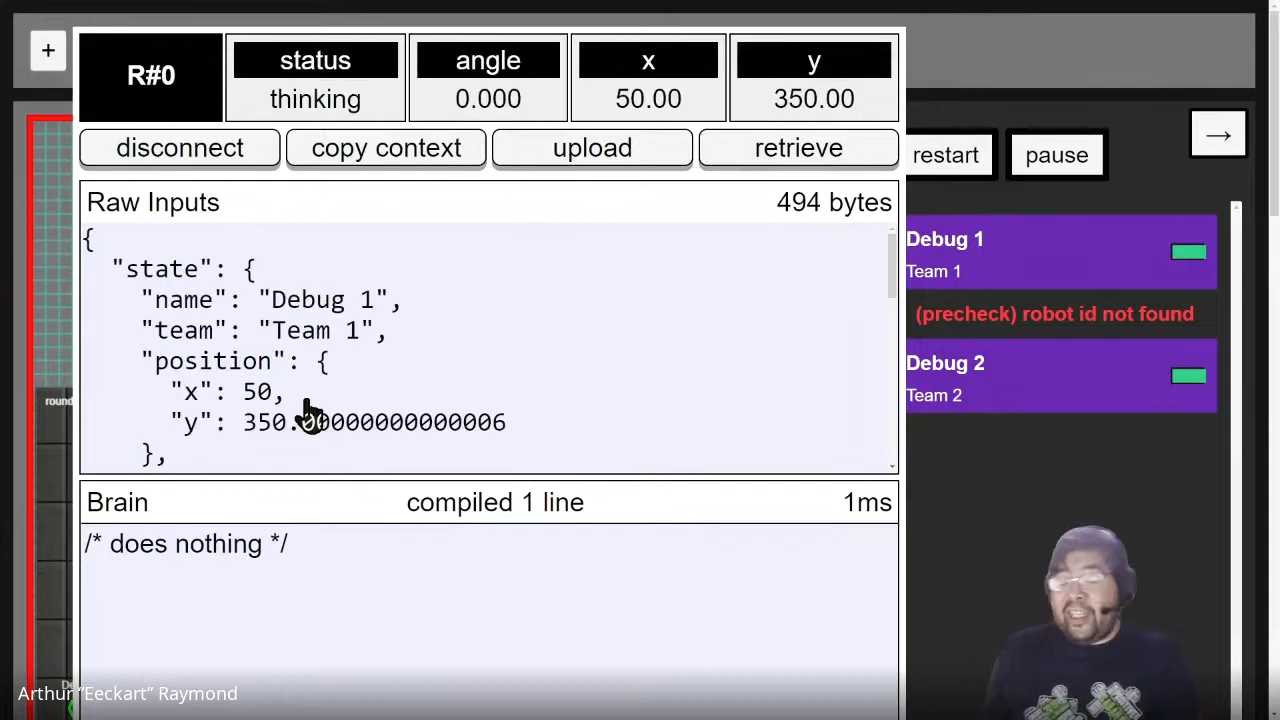 +
R#0
status
thinking
angle
0.000
x
50.00
y
350.00
→
disconnect
copy context
upload
retrieve
restart
pause
Raw Inputs
494 bytes
{
"state": {
"name": "Debug 1",
"team": "Team 1",
"position": {
"x": 50,
"y": 350.00000000000006
},
Debug 1
Team 1
(precheck) robot id not found
Debug 2
Team 2
round
Brain
compiled 1 line
1ms
/* does nothing */
Arthur “Eeckart” Raymond